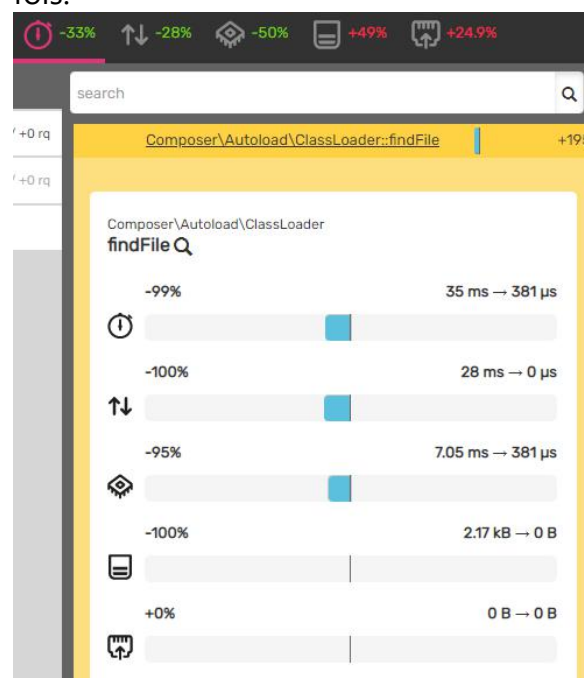 fois.
-33% -28% -50% +49% +24.9%
search
/ +0 rq
Composer\Autoload\ClassLoader::findFile +195
/ +0 rq
Composer\Autoload\ClassLoader
findFile
-99% 35 ms → 381 µs
-100% 28 ms → 0 µs
-95% 7.05 ms → 381 µs
-100% 2.17 kB → 0 B
+0% 0 B → 0 B